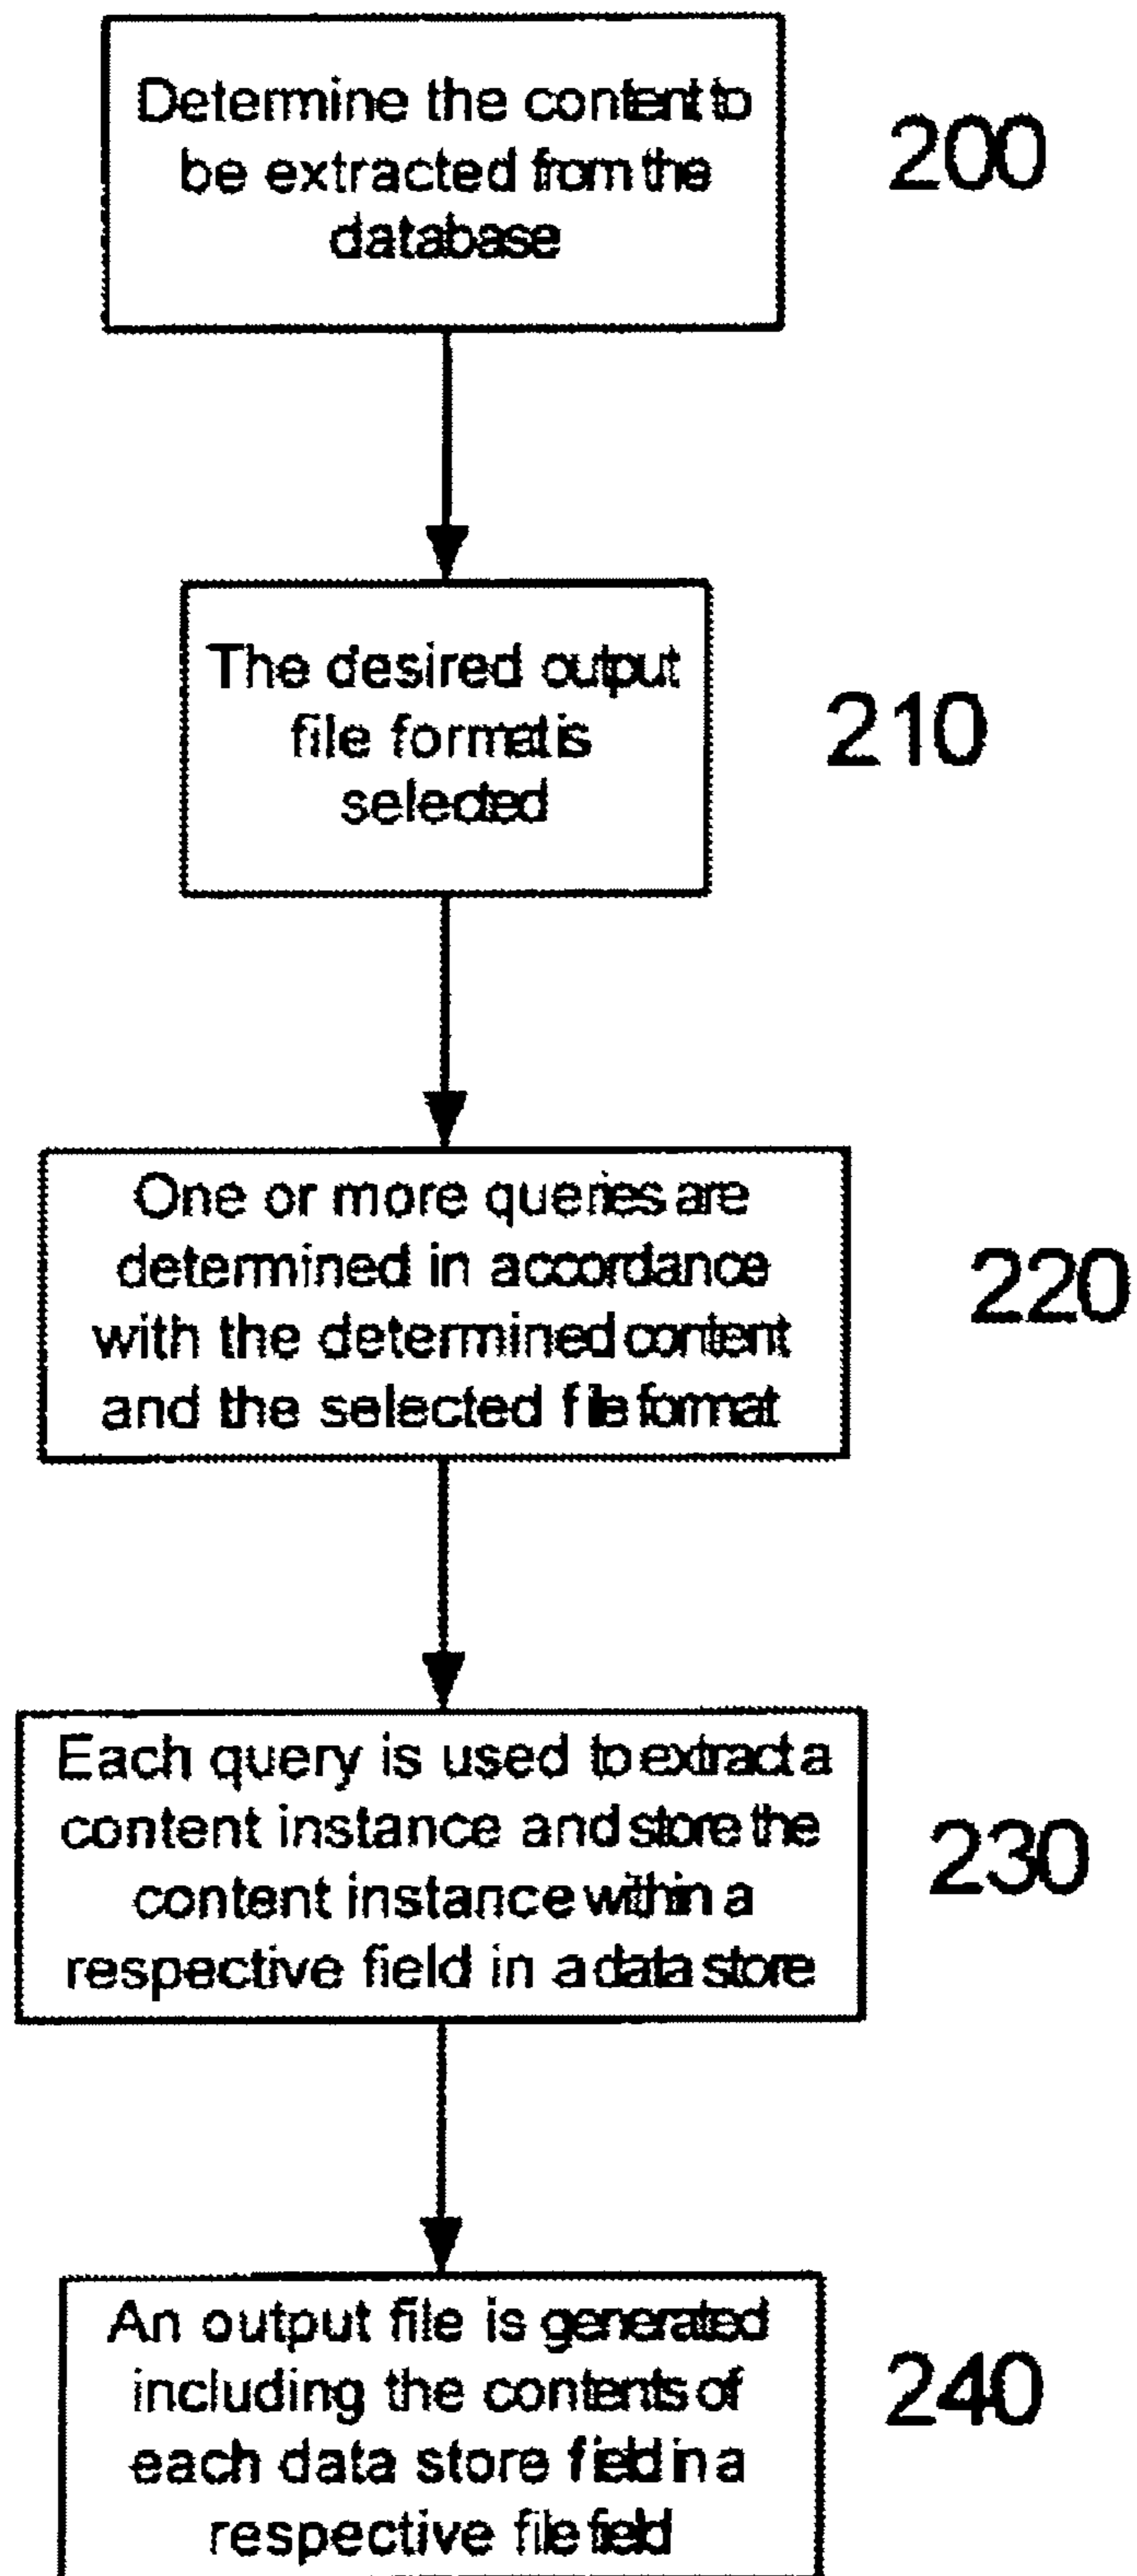 Determine the content to
be extracted from the
database
200
The desired output
file format is
selected
210
One or more queries are
determined in accordance
with the determined content
and the selected file format
220
Each query is used to extract a
content instance and store the
content instance within a
respective field in a data store
230
An output file is generated
including the contents of
each data store field in a
respective file field
240